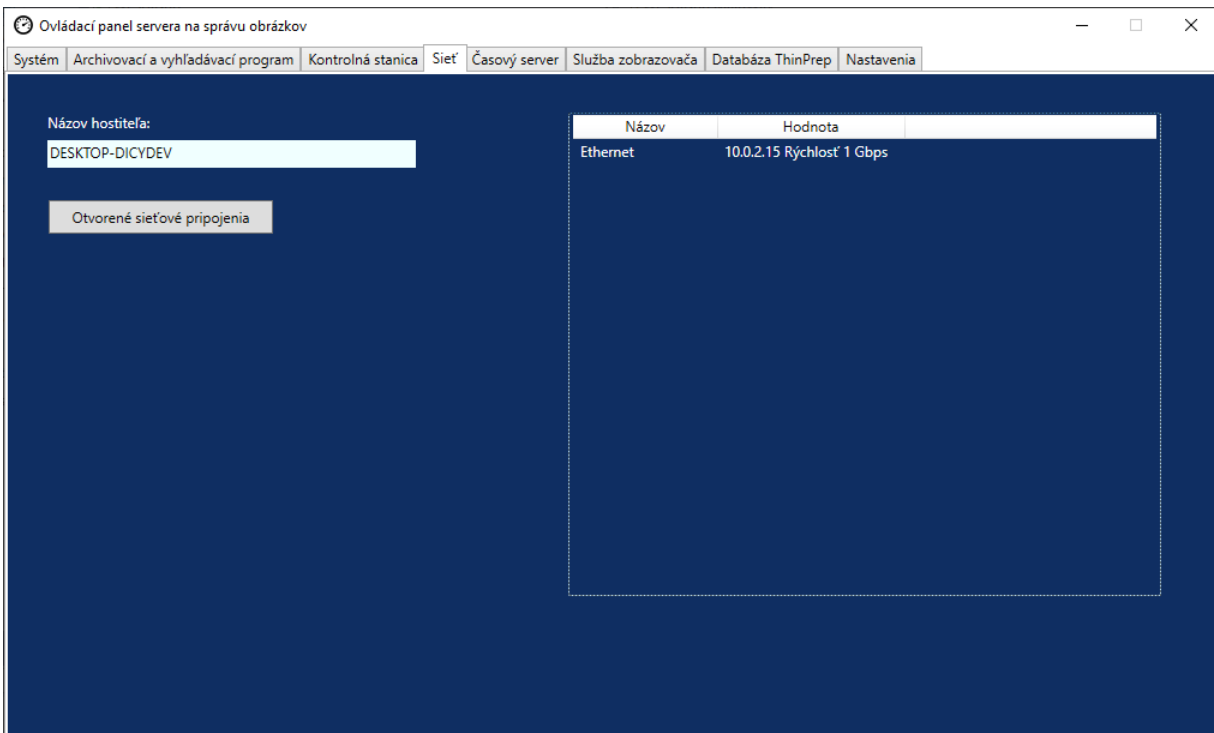 Ovládací panel servera na správu obrázkov
Systém Archivovací a vyhľadávací program Kontrolná stanica Sieť Časový server Služba zobrazovača Databáza ThinPrep Nastavenia
Názov hostiteľa:
DESKTOP-DICYDEV
Otvorené sieťové pripojenia
Názov Hodnota
Ethernet 10.0.2.15 Rýchlosť 1 Gbps